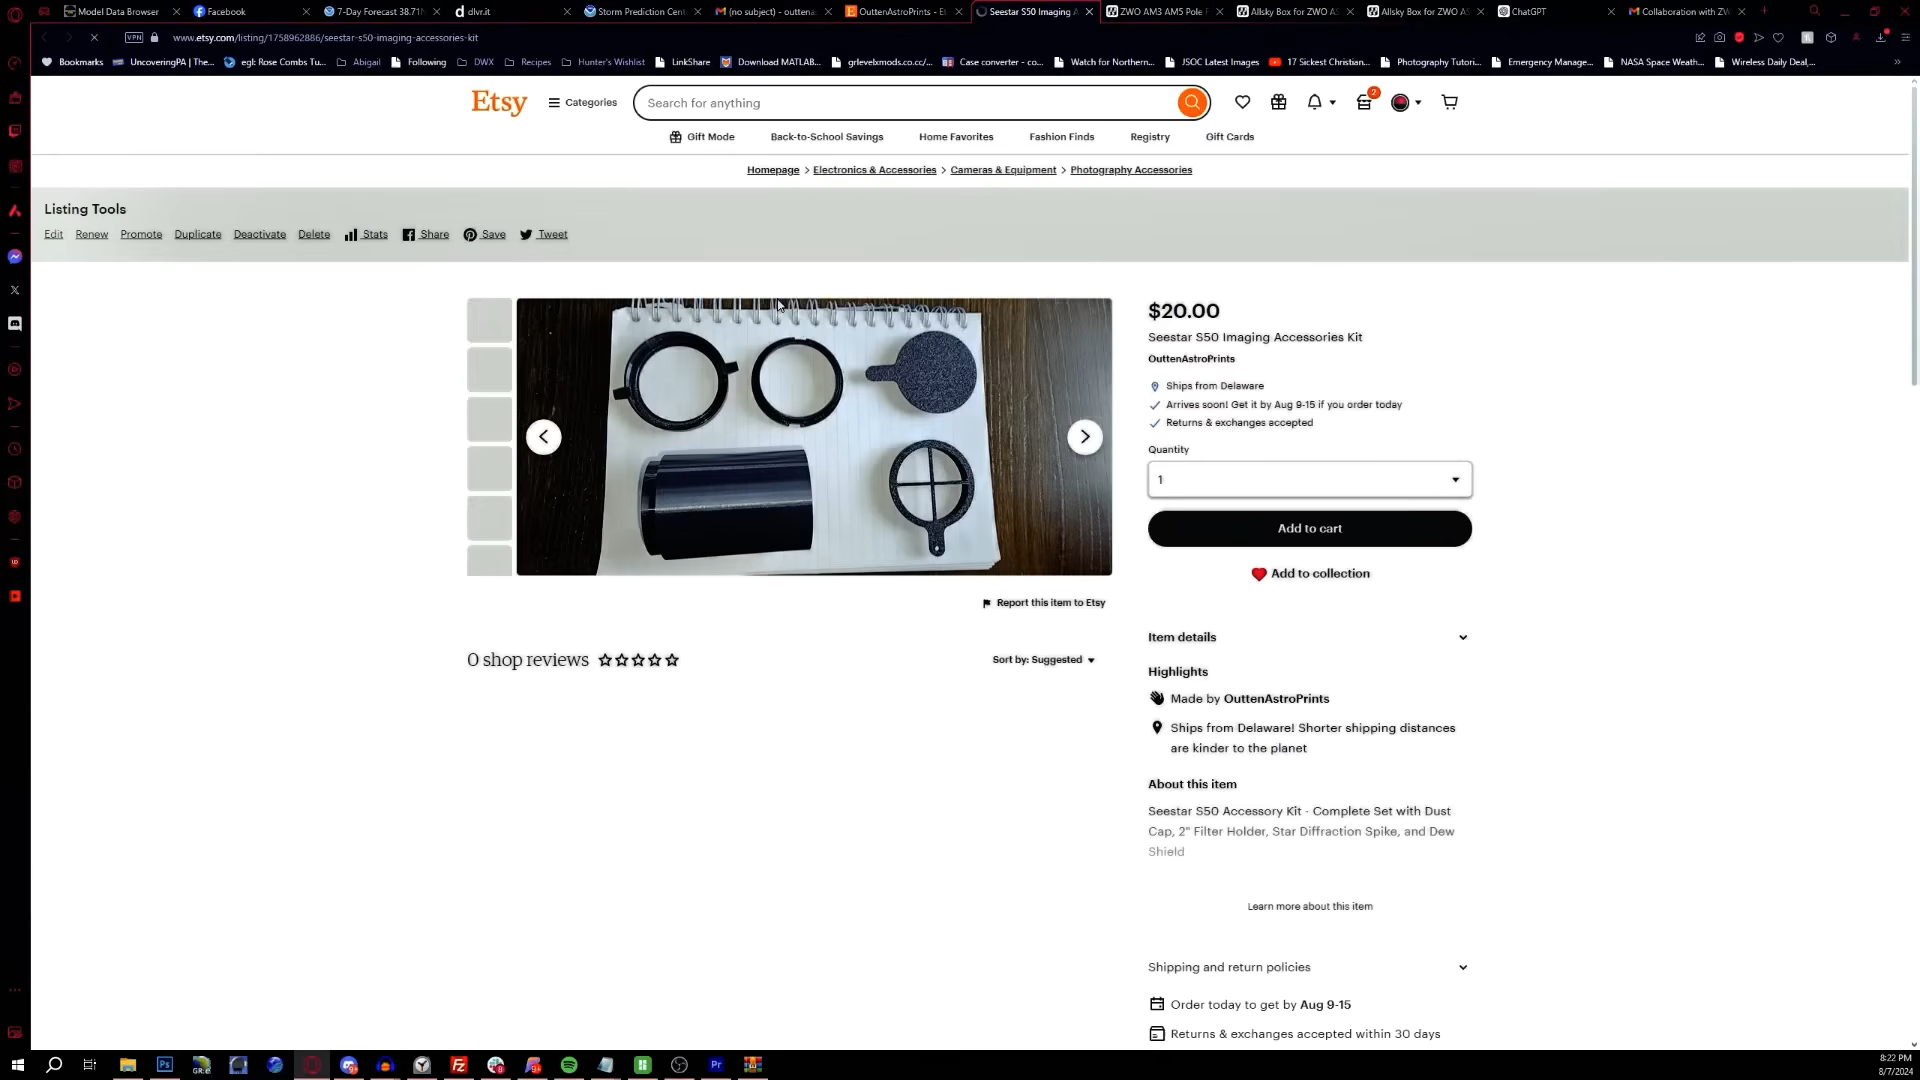 Model Data Browser
Facebook
7-Day Forecast 38.71
dlvr.it
Storm Prediction Cen
(no subject) - outtena
OuttenAstroPrints - E
Seestar S50 Imaging A
ZWO AM3 AM5 Pole
Allsky Box for ZWO AS
Allsky Box for ZWO AS
ChatGPT
Collaboration with ZW
VPN
www.etsy.com/listing/1758962886/seestar-s50-imaging-accessories-kit
Bookmarks
UncoveringPA | The...
egl: Rose Combs Tu...
Abigail
Following
DWX
Recipes
Hunter's Wishlist
LinkShare
Download MATLAB...
grlevelxmods.co.cc/...
Case converter - co...
Watch for Northern...
JSOC Latest Images
17 Sickest Christian...
Photography Tutori...
Emergency Manage...
NASA Space Weath...
Wireless Daily Deal,...
Etsy
Categories
Search for anything
2
Gift Mode
Back-to-School Savings
Home Favorites
Fashion Finds
Registry
Gift Cards
Homepage > Electronics & Accessories > Cameras & Equipment > Photography Accessories
Listing Tools
Edit Renew Promote Duplicate Deactivate Delete Stats Share Save Tweet
$20.00
Seestar S50 Imaging Accessories Kit
OuttenAstroPrints
Ships from Delaware
Arrives soon! Get it by Aug 9-15 if you order today
Returns & exchanges accepted
Quantity
1
Add to cart
Add to collection
Report this item to Etsy
0 shop reviews
Sort by: Suggested
Item details
Highlights
Made by OuttenAstroPrints
Ships from Delaware! Shorter shipping distances
are kinder to the planet
About this item
Seestar S50 Accessory Kit - Complete Set with Dust
Cap, 2" Filter Holder, Star Diffraction Spike, and Dew
Shield
Learn more about this item
Shipping and return policies
Order today to get by Aug 9-15
Returns & exchanges accepted within 30 days
8:22 PM
8/7/2024